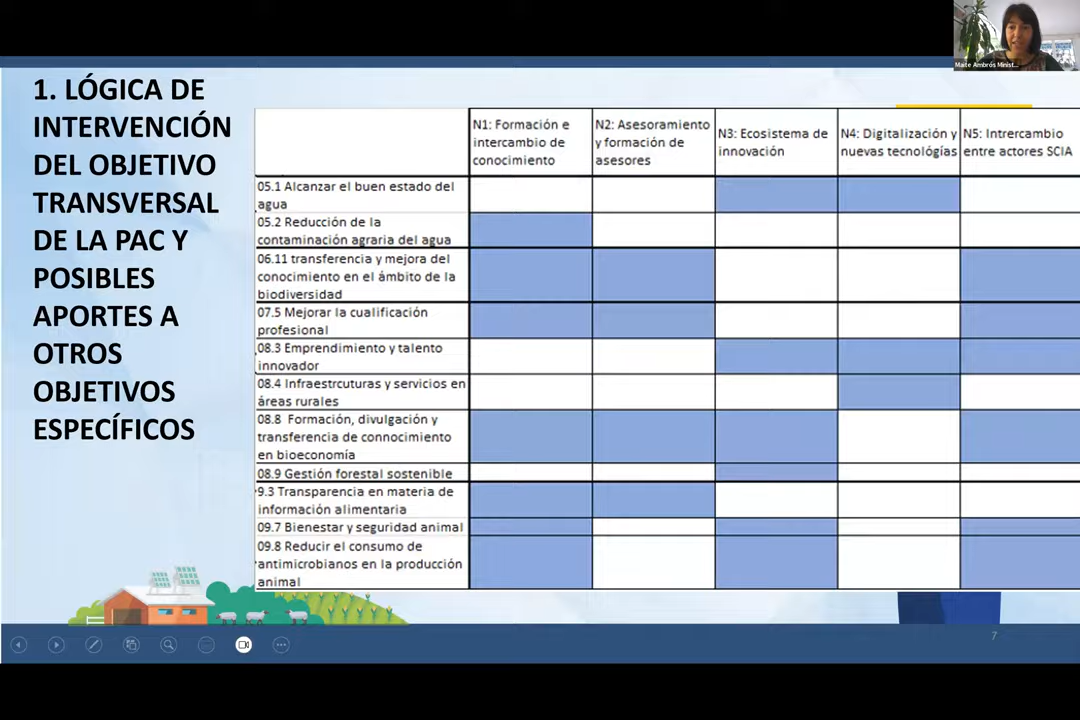 Maite Ambrós Minist...
1. LÓGICA DE
INTERVENCIÓN
DEL OBJETIVO
TRANSVERSAL
DE LA PAC Y
POSIBLES
APORTES A
OTROS
OBJETIVOS
ESPECÍFICOS
N1: Formación e
intercambio de
conocimiento
N2: Asesoramiento
y formación de
asesores
N3: Ecosistema de
innovación
N4: Digitalización y
nuevas tecnológías
N5: Intrercambio
entre actores SCIA
05.1 Alcanzar el buen estado del
agua
05.2 Reducción de la
contaminación agraria del agua
06.11 transferencia y mejora del
conocimiento en el ámbito de la
biodiversidad
07.5 Mejorar la cualificación
profesional
08.3 Emprendimiento y talento
innovador
08.4 Infraestrcuturas y servicios en
áreas rurales
08.8 Formación, divulgación y
transferencia de connocimiento
en bioeconomía
08.9 Gestión forestal sostenible
9.3 Transparencia en materia de
información alimentaria
09.7 Bienestar y seguridad animal
09.8 Reducir el consumo de
antimicrobianos en la producción
animal
7